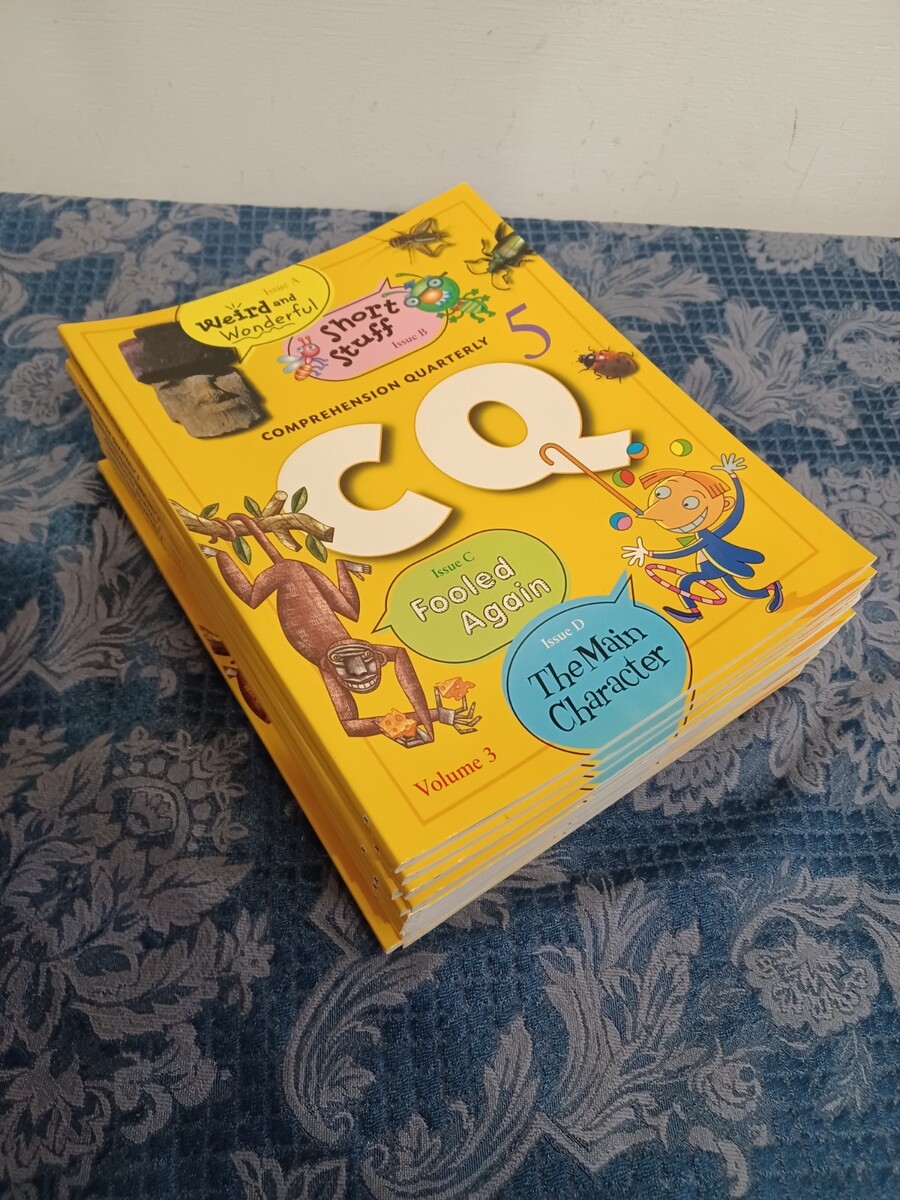 Issue A
Weird and
Wonderful
Short
Stuff
Issue B
COMPREHENSION QUARTERLY 5
CQ
Issue C
Fooled
Again
Issue D
The Main
Character
Volume 3